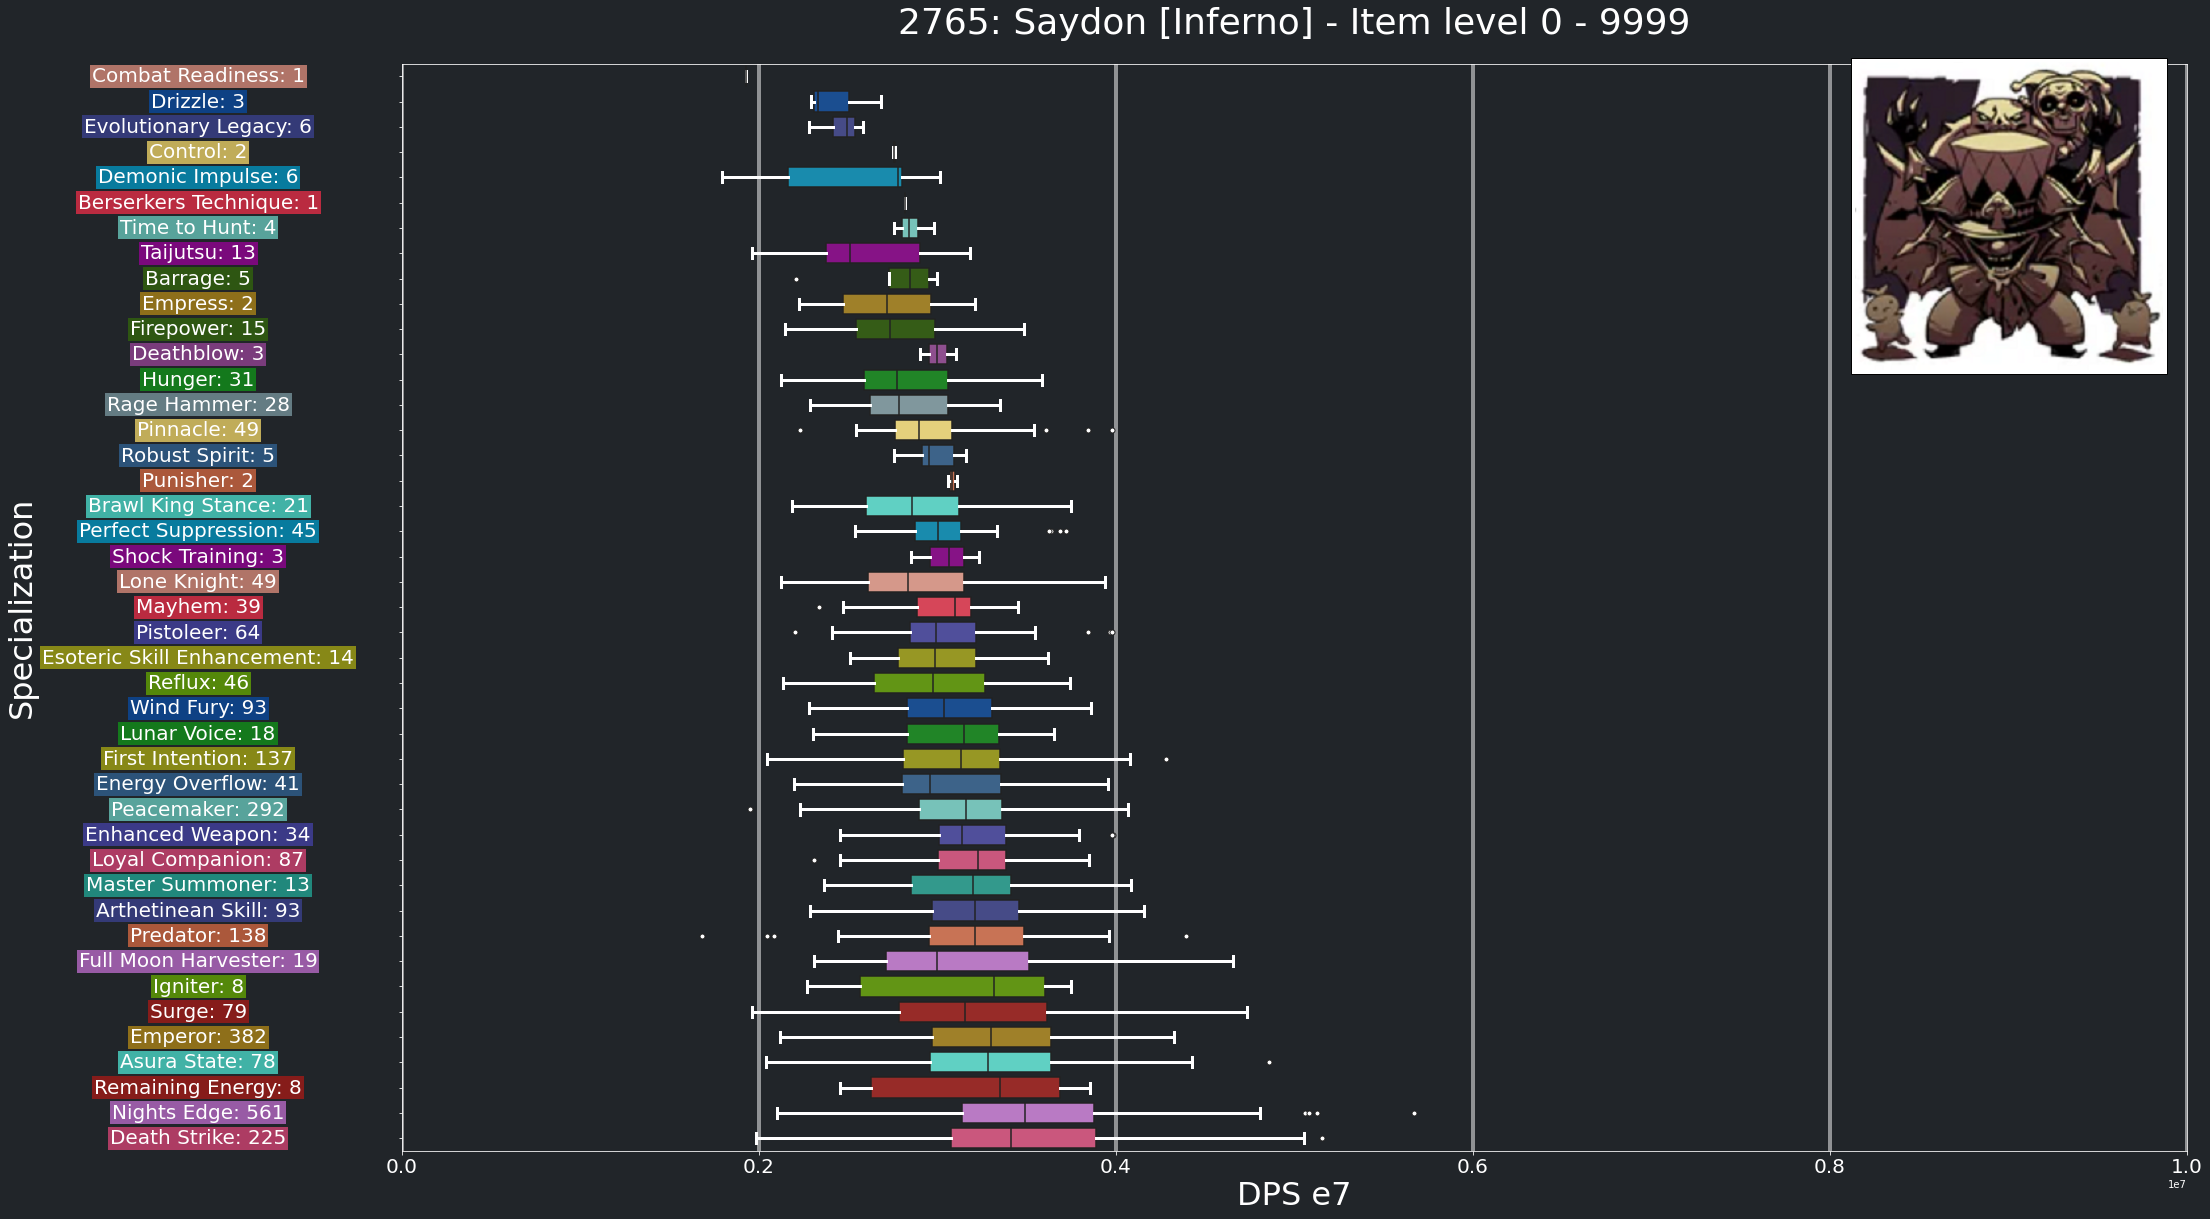 2765: Saydon [Inferno] - Item level 0 - 9999
Specialization
Combat Readiness: 1
Drizzle: 3
Evolutionary Legacy: 6
Control: 2
Demonic Impulse: 6
Berserkers Technique: 1
Time to Hunt: 4
Taijutsu: 13
Barrage: 5
Empress: 2
Firepower: 15
Deathblow: 3
Hunger: 31
Rage Hammer: 28
Pinnacle: 49
Robust Spirit: 5
Punisher: 2
Brawl King Stance: 21
Perfect Suppression: 45
Shock Training: 3
Lone Knight: 49
Mayhem: 39
Pistoleer: 64
Esoteric Skill Enhancement: 14
Reflux: 46
Wind Fury: 93
Lunar Voice: 18
First Intention: 137
Energy Overflow: 41
Peacemaker: 292
Enhanced Weapon: 34
Loyal Companion: 87
Master Summoner: 13
Arthetinean Skill: 93
Predator: 138
Full Moon Harvester: 19
Igniter: 8
Surge: 79
Emperor: 382
Asura State: 78
Remaining Energy: 8
Nights Edge: 561
Death Strike: 225
0.0 0.2 0.4 0.6 0.8 1.0
1e7
DPS e7